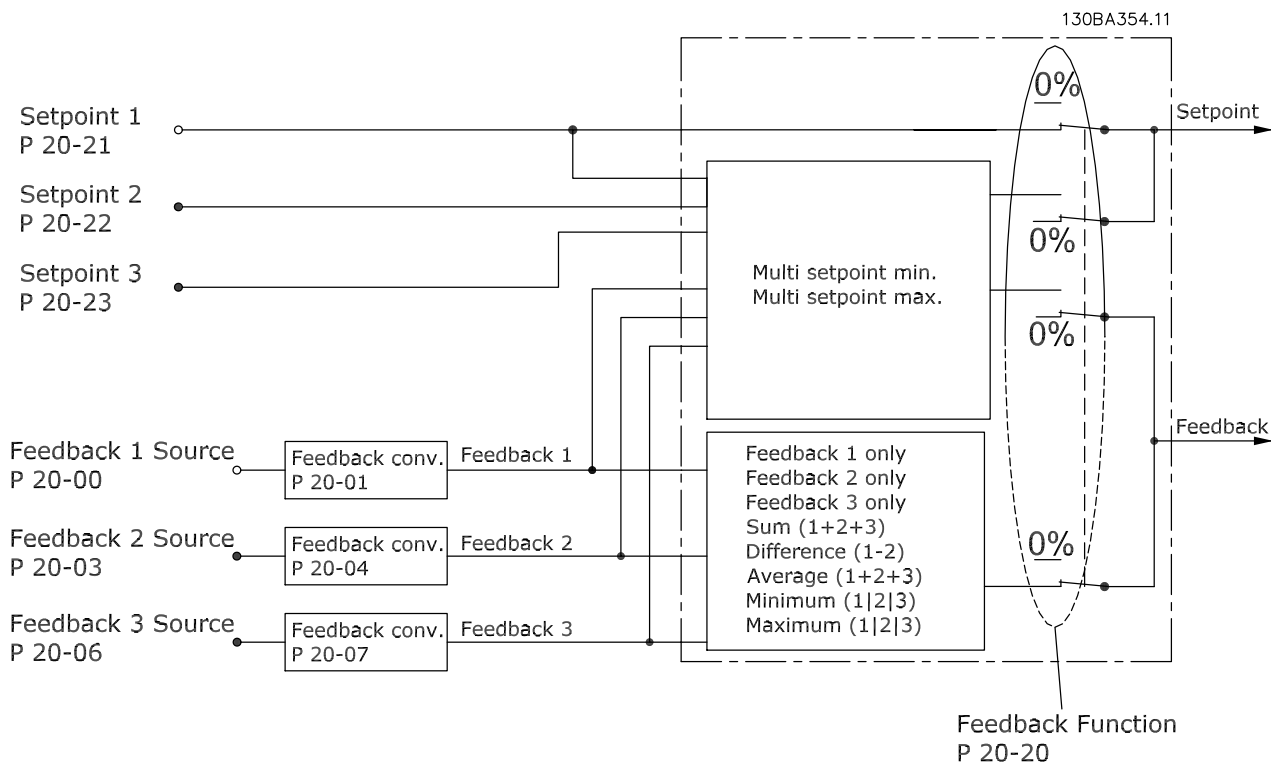 130BA354.11
0%
Setpoint 1
P 20-21
Setpoint
Setpoint 2
P 20-22
0%
Setpoint 3
P 20-23
Multi setpoint min.
Multi setpoint max.
0%
Feedback
Feedback 1 Source
P 20-00
Feedback conv.
P 20-01
Feedback 1
Feedback 1 only
Feedback 2 only
Feedback 3 only
Sum (1+2+3)
Difference (1-2)
Average (1+2+3)
Minimum (1|2|3)
Maximum (1|2|3)
0%
Feedback 2 Source
P 20-03
Feedback conv.
P 20-04
Feedback 2
Feedback 3 Source
P 20-06
Feedback conv.
P 20-07
Feedback 3
Feedback Function
P 20-20